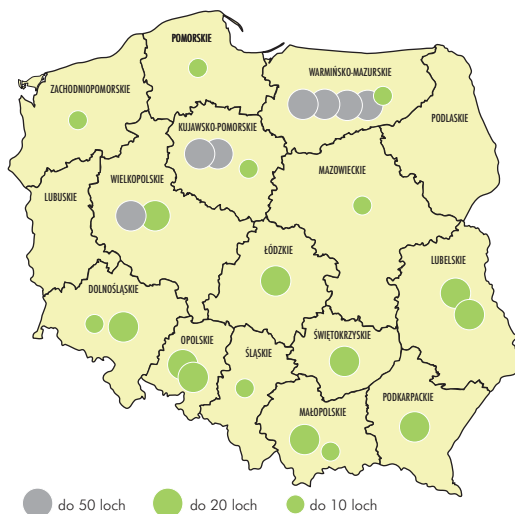 POMORSKIE
WARMIŃSKO-MAZURSKIE
ZACHODNIOPOMORSKIE
PODLASKIE
KUJAWSKO-POMORSKIE
MAZOWIECKIE
WIELKOPOLSKIE
LUBUSKIE
ŁÓDZKIE
LUBELSKIE
DOLNOŚLĄSKIE
ŚWIĘTOKRZYSKIE
OPOLSKIE
ŚLĄSKIE
MAŁOPOLSKIE
PODKARPACKIE
do 50 loch do 20 loch do 10 loch